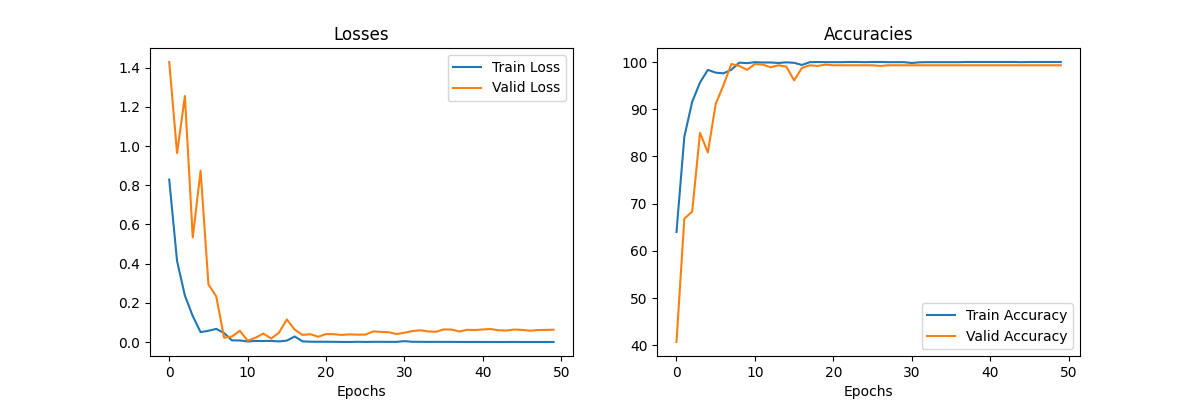 Losses
1.4
1.2
1.0
0.8
0.6
0.4
0.2
0.0
0 10 20 30 40 50
Epochs
Train Loss
Valid Loss
Accuracies
100
90
80
70
60
50
40
0 10 20 30 40 50
Epochs
Train Accuracy
Valid Accuracy